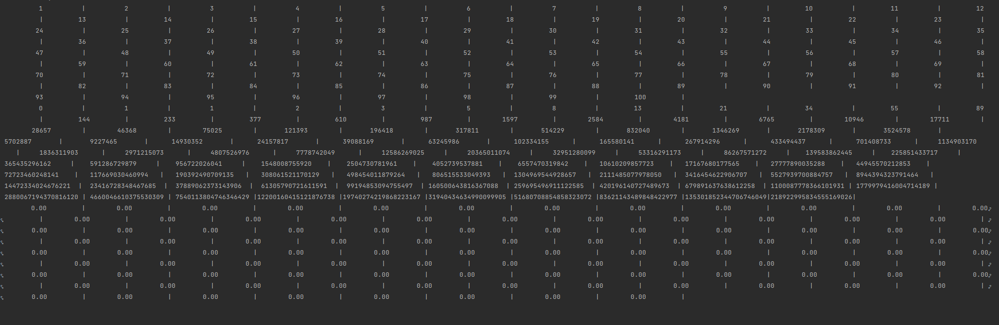 1 | 2 | 3 | 4 | 5 | 6 | 7 | 8 | 9 | 10 | 11 | 12
| 13 | 14 | 15 | 16 | 17 | 18 | 19 | 20 | 21 | 22 | 23 |
24 | 25 | 26 | 27 | 28 | 29 | 30 | 31 | 32 | 33 | 34 | 35
| 36 | 37 | 38 | 39 | 40 | 41 | 42 | 43 | 44 | 45 | 46 |
47 | 48 | 49 | 50 | 51 | 52 | 53 | 54 | 55 | 56 | 57 | 58
| 59 | 60 | 61 | 62 | 63 | 64 | 65 | 66 | 67 | 68 | 69 |
70 | 71 | 72 | 73 | 74 | 75 | 76 | 77 | 78 | 79 | 80 | 81
| 82 | 83 | 84 | 85 | 86 | 87 | 88 | 89 | 90 | 91 | 92 |
93 | 94 | 95 | 96 | 97 | 98 | 99 | 100 |
0 | 1 | 1 | 2 | 3 | 5 | 8 | 13 | 21 | 34 | 55 | 89
| 144 | 233 | 377 | 610 | 987 | 1597 | 2584 | 4181 | 6765 | 10946 | 17711 |
28657 | 46368 | 75025 | 121393 | 196418 | 317811 | 514229 | 832040 | 1346269 | 2178309 | 3524578 |
5702887 | 9227465 | 14930352 | 24157817 | 39088169 | 63245986 | 102334155 | 165580141 | 267914296 | 433494437 | 701408733 | 1134903170
| 1836311903 | 2971215073 | 4807526976 | 7778742049 | 12586269025 | 20365011074 | 32951280099 | 53316291173 | 86267571272 | 139583862445 | 225851433717 |
365435296162 | 591286729879 | 956722026041 | 1548008755920 | 2504730781961 | 4052739537881 | 6557470319842 | 10610209857723 | 17167680177565 | 27777890035288 | 44945570212853 |
72723460248141 | 117669030460994 | 190392490709135 | 308061521170129 | 498454011879264 | 806515533049393 | 1304969544928657 | 2111485077978050 | 3416454622906707 | 5527939700884757 | 8944394323791464 |
14472334024676221 | 23416728348467685 | 37889062373143906 | 61305790721611591 | 99194853094755497 | 160500643816367088 | 259695496911122585 | 420196140727489673 | 679891637638612258 | 1100087778366101931 | 1779979416004714189 |
2880067194370816120 | 4660046610375530309 | 7540113804746346429 |12200160415121876738 |19740274219868223167 |31940434634990099905 |51680708854858323072 |83621143489848422977 |135301852344706746049|218922995834555169026|
0.00 | 0.00 | 0.00 | 0.00 | 0.00 | 0.00 | 0.00 | 0.00 | 0.00 | 0.00 | 0.00 | 0.00
| 0.00 | 0.00 | 0.00 | 0.00 | 0.00 | 0.00 | 0.00 | 0.00 | 0.00 | 0.00 | 0.00 |
0.00 | 0.00 | 0.00 | 0.00 | 0.00 | 0.00 | 0.00 | 0.00 | 0.00 | 0.00 | 0.00 | 0.00
| 0.00 | 0.00 | 0.00 | 0.00 | 0.00 | 0.00 | 0.00 | 0.00 | 0.00 | 0.00 | 0.00 |
0.00 | 0.00 | 0.00 | 0.00 | 0.00 | 0.00 | 0.00 | 0.00 | 0.00 | 0.00 | 0.00 | 0.00
| 0.00 | 0.00 | 0.00 | 0.00 | 0.00 | 0.00 | 0.00 | 0.00 | 0.00 | 0.00 | 0.00 |
0.00 | 0.00 | 0.00 | 0.00 | 0.00 | 0.00 | 0.00 | 0.00 | 0.00 | 0.00 | 0.00 | 0.00
| 0.00 | 0.00 | 0.00 | 0.00 | 0.00 | 0.00 | 0.00 | 0.00 | 0.00 | 0.00 | 0.00 |
0.00 | 0.00 | 0.00 | 0.00 | 0.00 | 0.00 | 0.00 | 0.00 |